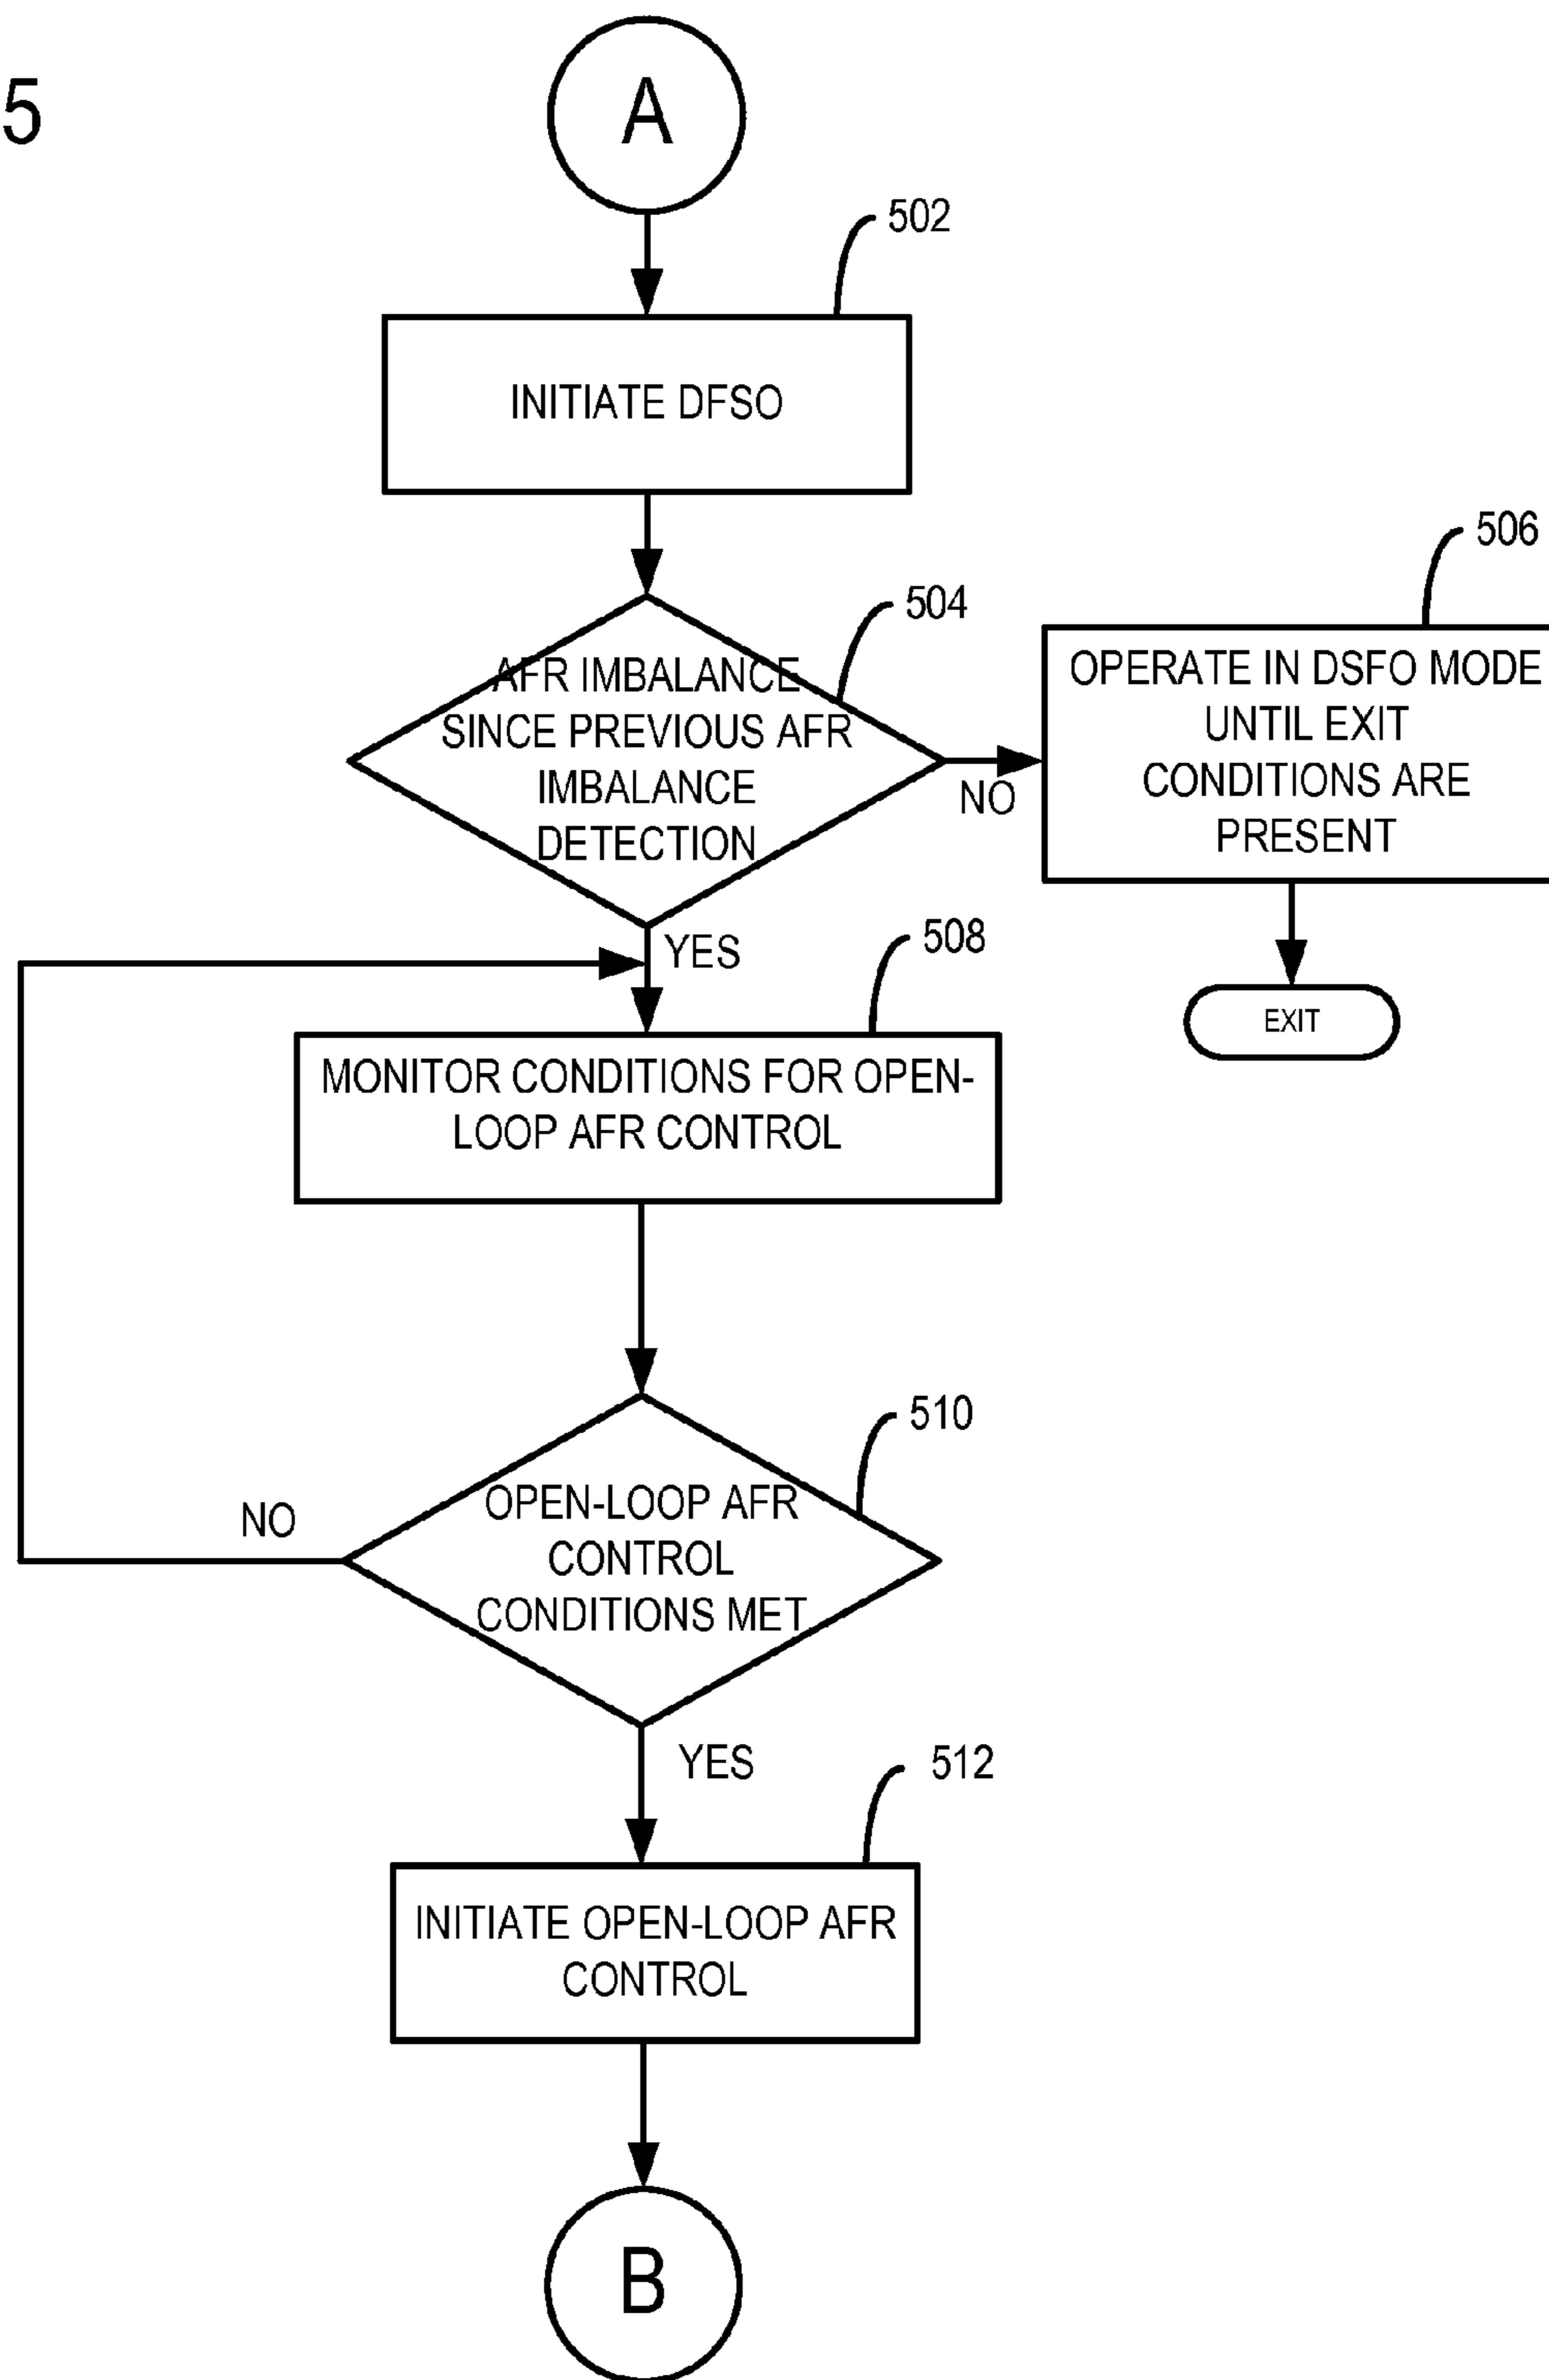 5
A
502
INITIATE DFSO
504
AFR IMBALANCE
SINCE PREVIOUS AFR
IMBALANCE
DETECTION
NO
506
OPERATE IN DSFO MODE
UNTIL EXIT
CONDITIONS ARE
PRESENT
EXIT
YES
508
MONITOR CONDITIONS FOR OPEN-
LOOP AFR CONTROL
510
OPEN-LOOP AFR
CONTROL
CONDITIONS MET
NO
YES
512
INITIATE OPEN-LOOP AFR
CONTROL
B